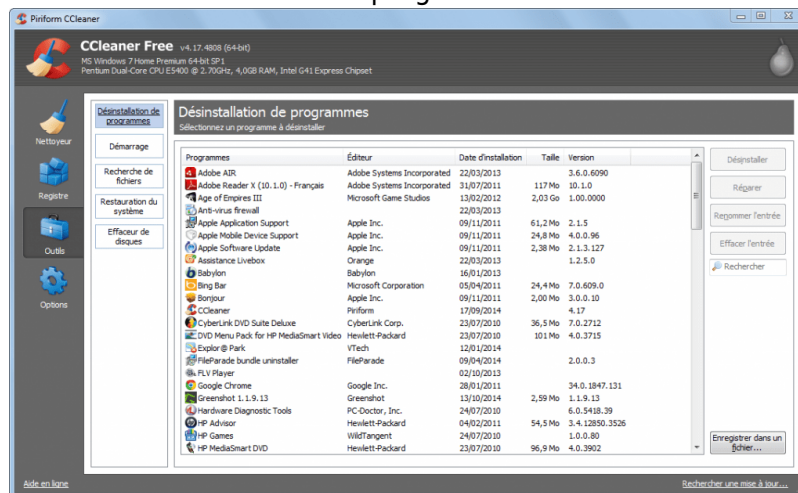 Piriform CCleaner
CCleaner Free v4.17.4808 (64-bit)
MS Windows 7 Home Premium 64-bit SP1
Pentium Dual-Core CPU E5400 @ 2.70GHz, 4,0GB RAM, Intel G41 Express Chipset
Nettoyeur
Registre
Outils
Options
Désinstallation de
programmes
Démarrage
Recherche de
fichiers
Restauration du
système
Effaceur de
disques
Désinstallation de programmes
Sélectionnez un programme à désinstaller
Programmes Éditeur Date d'installation Taille Version
Adobe AIR Adobe Systems Incorporated 22/03/2013 3.6.0.6090
Adobe Reader X (10.1.0) - Français Adobe Systems Incorporated 31/07/2011 117 Mo 10.1.0
Age of Empires III Microsoft Game Studios 13/02/2012 2,03 Go 1.00.0000
Anti-virus firewall 22/03/2013
Apple Application Support Apple Inc. 09/11/2011 61,2 Mo 2.1.5
Apple Mobile Device Support Apple Inc. 09/11/2011 24,8 Mo 4.0.0.96
Apple Software Update Apple Inc. 09/11/2011 2,38 Mo 2.1.3.127
Assistance Livebox Orange 22/03/2013 1.2.5.0
Babylon Babylon 16/01/2013
Bing Bar Microsoft Corporation 05/04/2011 24,4 Mo 7.0.609.0
Bonjour Apple Inc. 09/11/2011 2,00 Mo 3.0.0.10
CCleaner Piriform 17/09/2014 4.17
CyberLink DVD Suite Deluxe CyberLink Corp. 23/07/2010 36,5 Mo 7.0.2712
DVD Menu Pack for HP MediaSmart Video Hewlett-Packard 23/07/2010 101 Mo 4.0.3715
Explor@ Park VTech 12/01/2014
FileParade bundle uninstaller FileParade 09/04/2014 2.0.0.3
FLV Player 02/10/2013
Google Chrome Google Inc. 28/01/2011 34.0.1847.131
Greenshot 1.1.9.13 Greenshot 13/10/2014 2,59 Mo 1.1.9.13
Hardware Diagnostic Tools PC-Doctor, Inc. 24/07/2010 6.0.5418.39
HP Advisor Hewlett-Packard 04/02/2011 54,5 Mo 3.4.12850.3526
HP Games WildTangent 24/07/2010 1.0.0.80
HP MediaSmart DVD Hewlett-Packard 23/07/2010 96,9 Mo 4.0.3902
Désinstaller
Réparer
Renommer l'entrée
Effacer l'entrée
Rechercher
Enregistrer dans un
fichier...
Aide en ligne
Rechercher une mise à jour...